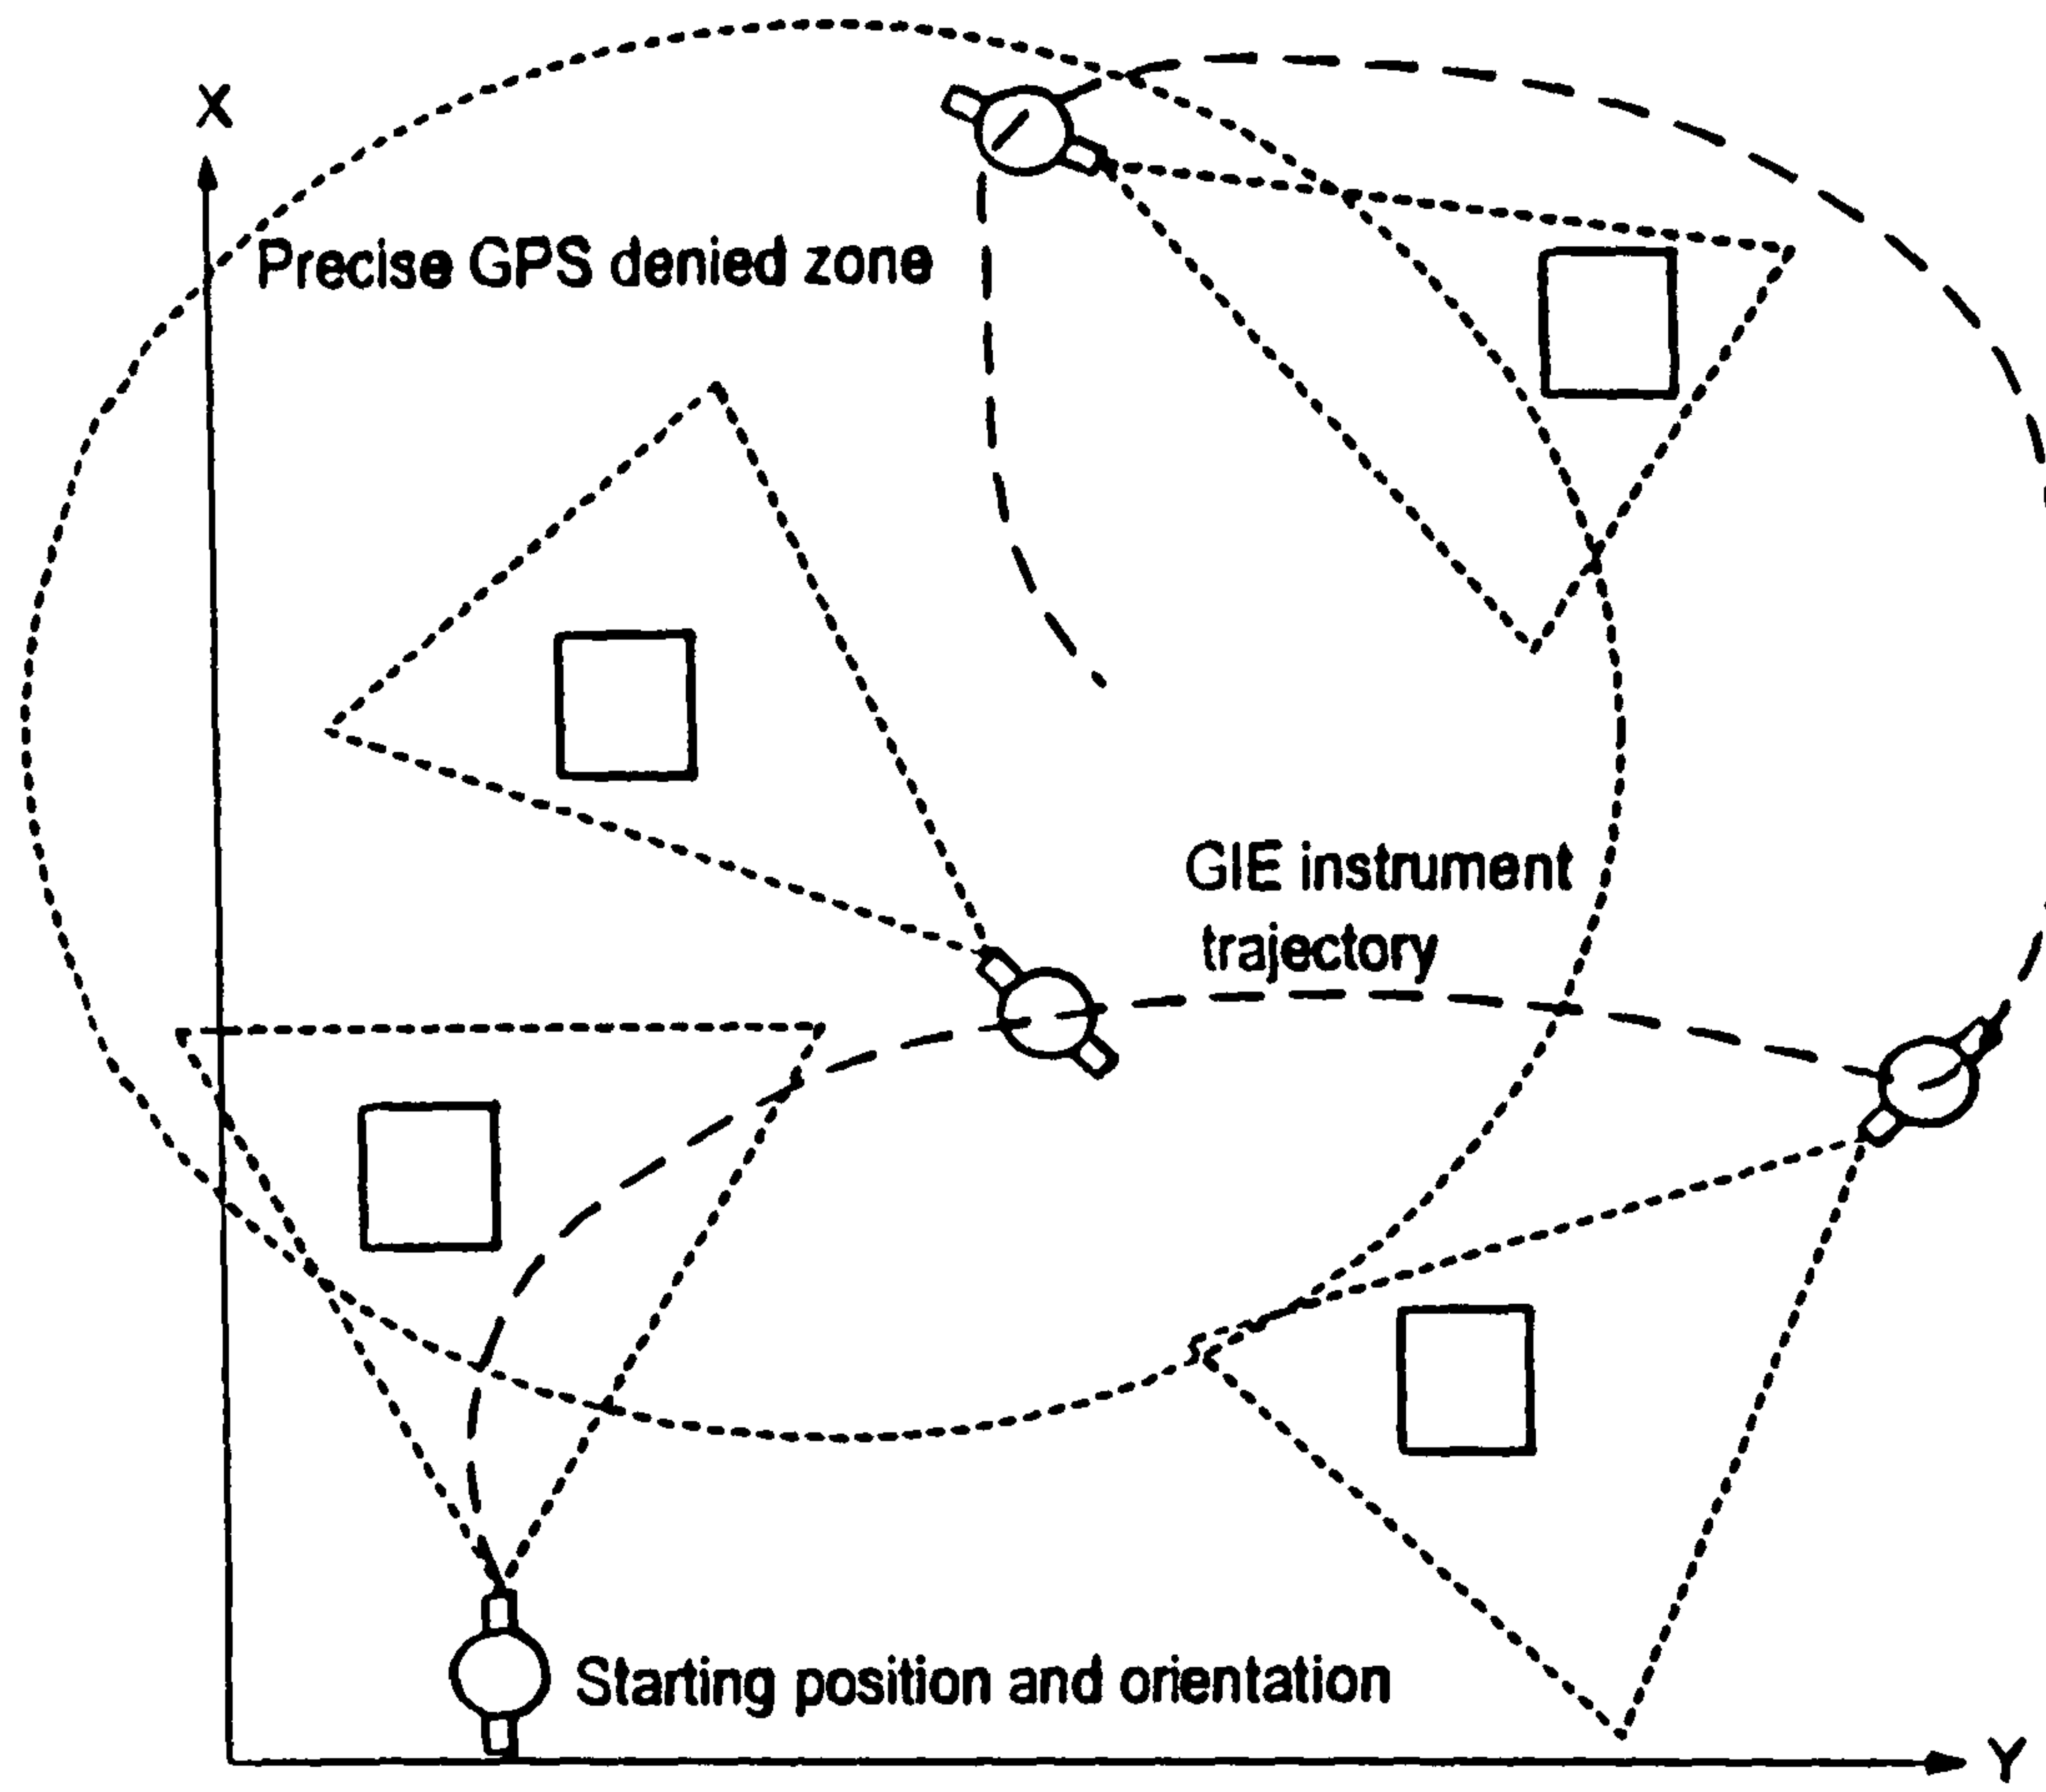 X
Precise GPS denied zone
GIE instrument
trajectory
Starting position and orientation
Y